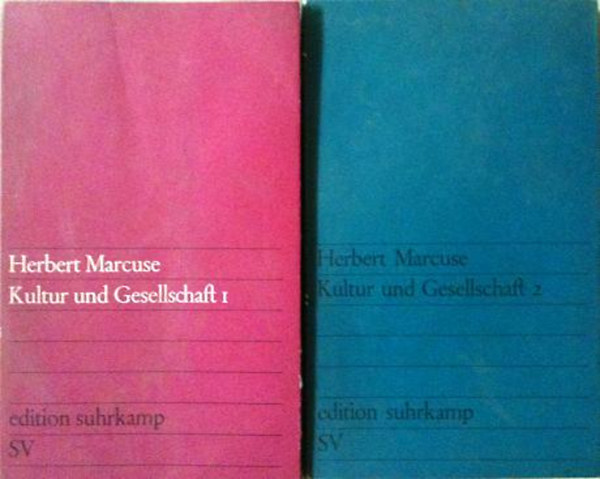 Herbert Marcuse
Kultur und Gesellschaft 1
edition suhrkamp
SV
Herbert Marcuse
Kultur und Gesellschaft 2
edition suhrkamp
SV